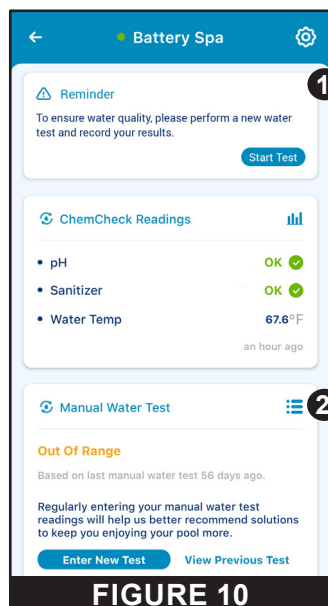 Battery Spa
1
Reminder
To ensure water quality, please perform a new water
test and record your results.
Start Test
ChemCheck Readings
• pH OK
• Sanitizer OK
• Water Temp 67.6°F
an hour ago
2
Manual Water Test
Out Of Range
Based on last manual water test 56 days ago.
Regularly entering your manual water test
readings will help us better recommend solutions
to keep you enjoying your pool more.
Enter New Test View Previous Test
FIGURE 10